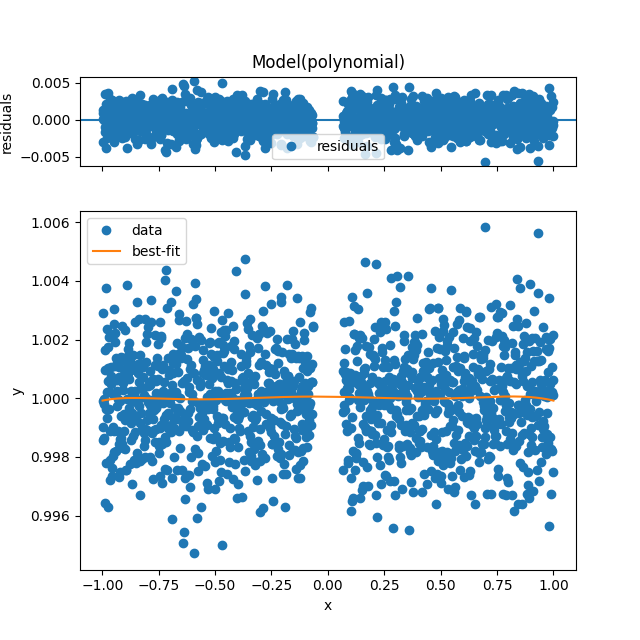 Model(polynomial)
0.005
0.000
−0.005
residuals
residuals
1.006
1.004
1.002
1.000
0.998
0.996
y
data
best-fit
−1.00 −0.75 −0.50 −0.25 0.00 0.25 0.50 0.75 1.00
x